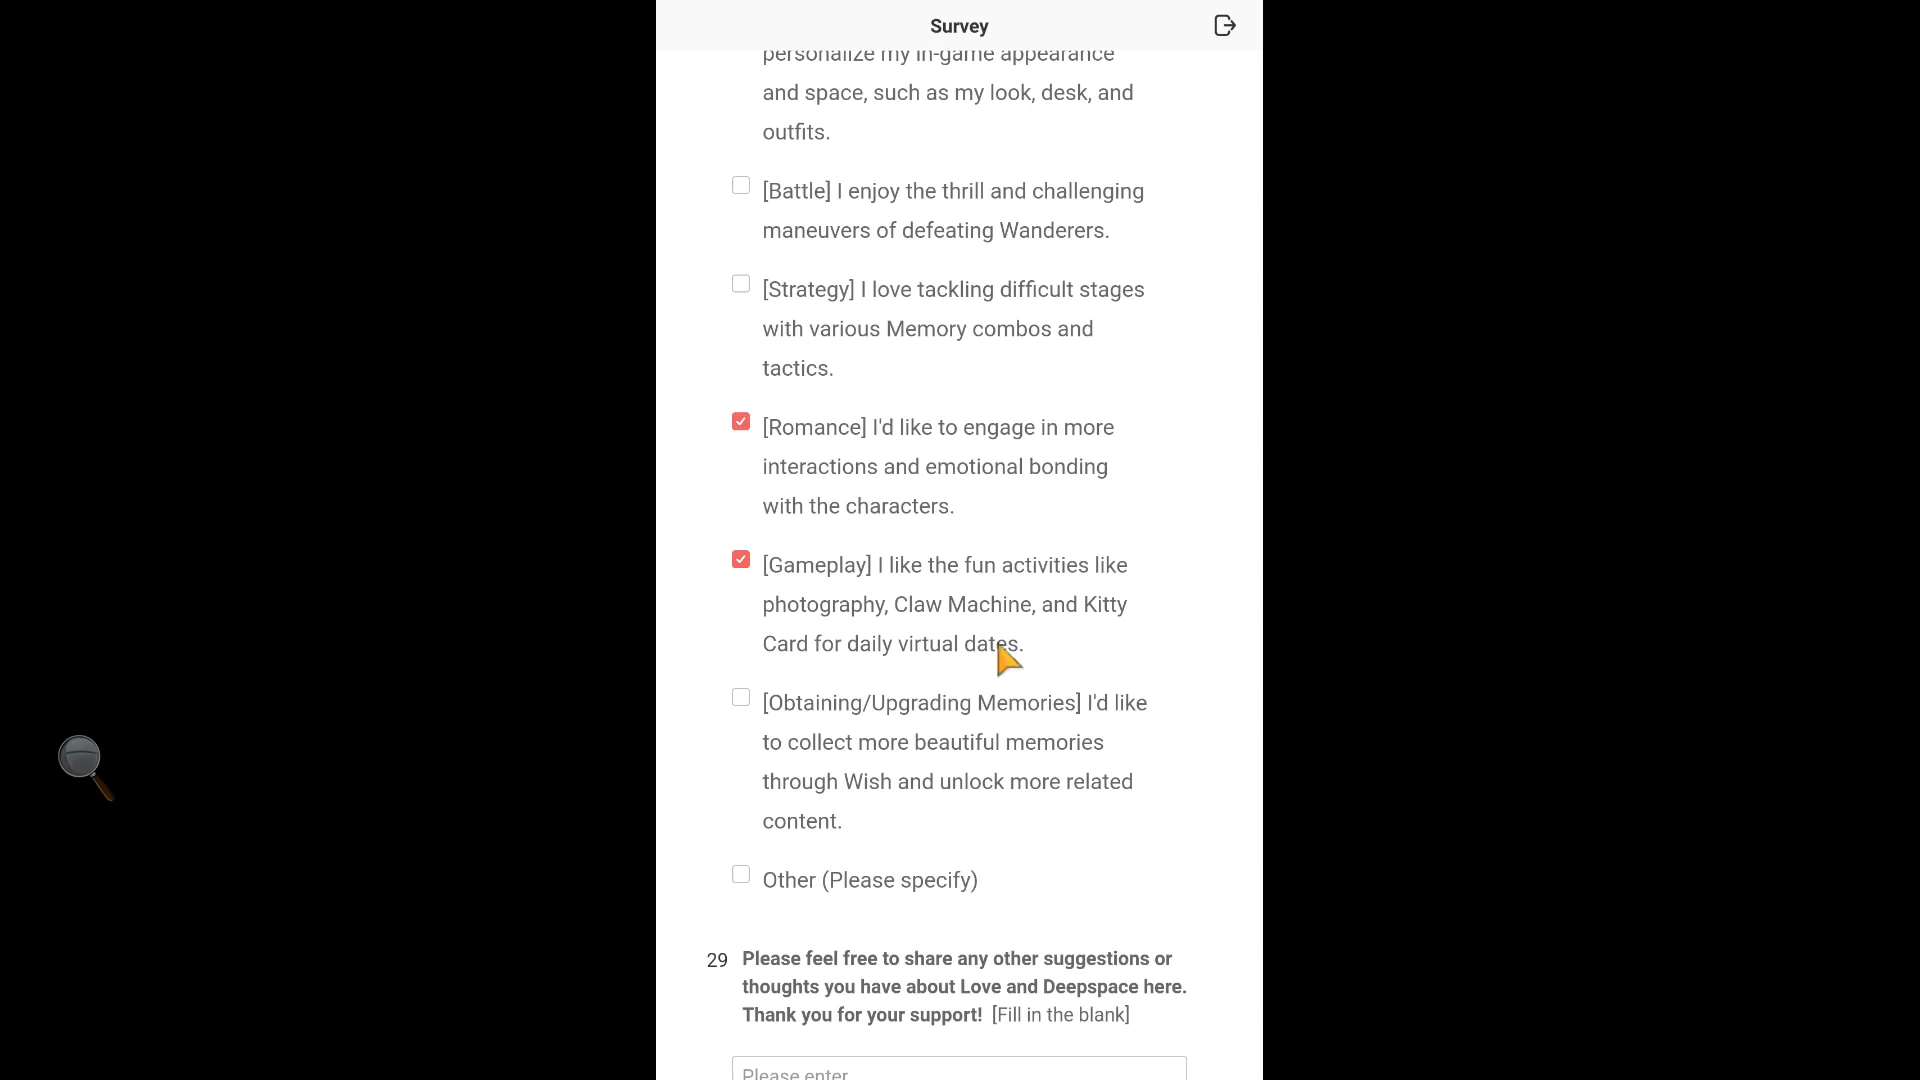 Survey
personalize my in-game appearance
and space, such as my look, desk, and
outfits.
[Battle] I enjoy the thrill and challenging
maneuvers of defeating Wanderers.
[Strategy] I love tackling difficult stages
with various Memory combos and
tactics.
[Romance] I'd like to engage in more
interactions and emotional bonding
with the characters.
[Gameplay] I like the fun activities like
photography, Claw Machine, and Kitty
Card for daily virtual dates.
[Obtaining/Upgrading Memories] I'd like
to collect more beautiful memories
through Wish and unlock more related
content.
Other (Please specify)
29 Please feel free to share any other suggestions or
thoughts you have about Love and Deepspace here.
Thank you for your support! [Fill in the blank]
Please enter